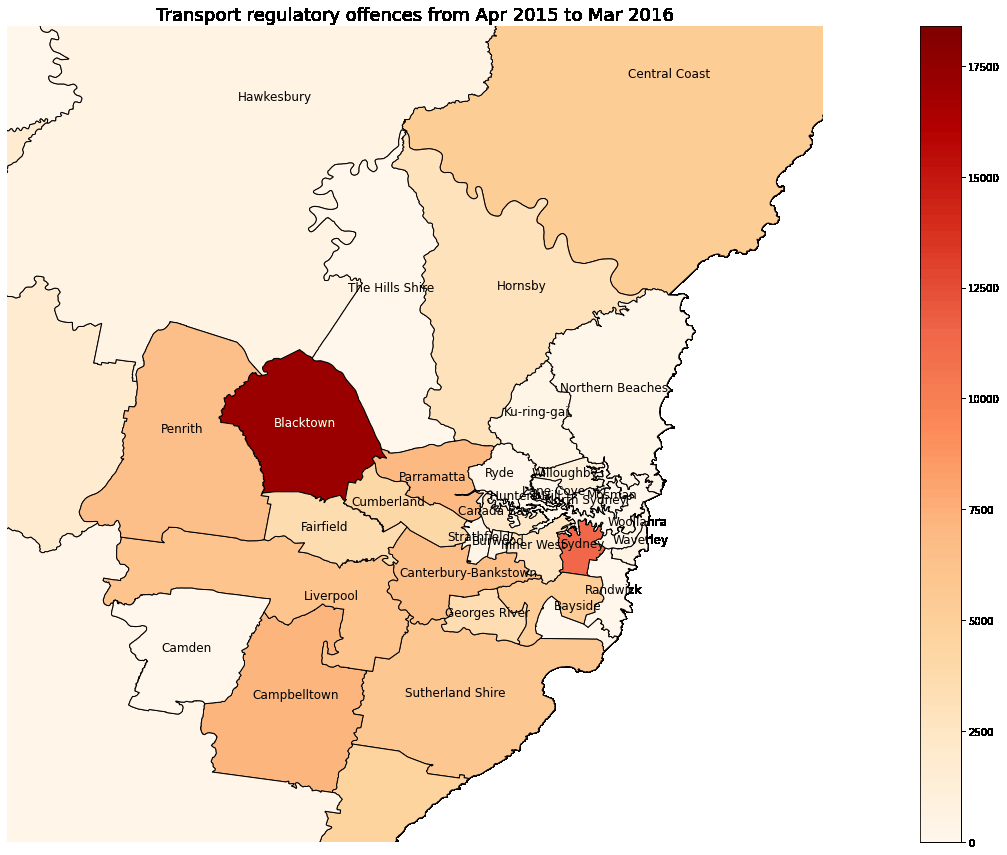 Transport regulatory offences from Apr 2015 to Mar 2016
Central Coast
Hawkesbury
The Hills Shire
Hornsby
Northern Beaches
Ku-ring-gai
Blacktown
Penrith
Parramatta
Ryde
Willoughby
Lane Cove
Mosman
Hunters
North Sydney
Cumberland
Canada Bay
Fairfield
Woollahra
Strathfield
Burwood
Inner West
Sydney
Waverley
Canterbury-Bankstown
Liverpool
Randwick
Bayside
Georges River
Camden
Campbelltown
Sutherland Shire
17500
15000
12500
10000
7500
5000
2500
0